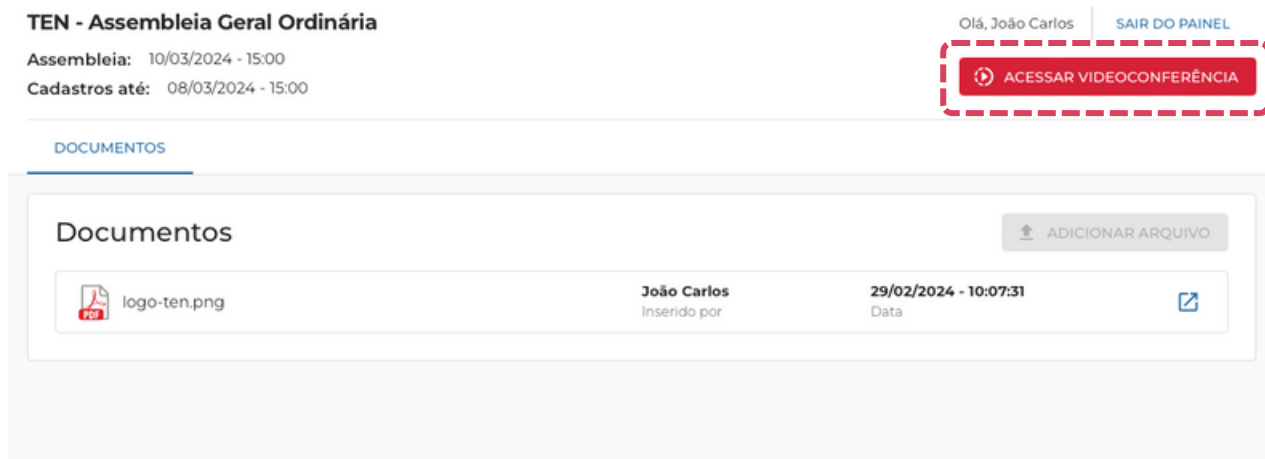 TEN - Assembleia Geral Ordinária
Olá, João Carlos
SAIR DO PAINEL
Assembleia: 10/03/2024 - 15:00
Cadastros até: 08/03/2024 - 15:00
ACESSAR VIDEOCONFERÊNCIA
DOCUMENTOS
Documentos
ADICIONAR ARQUIVO
PDF
logo-ten.png
João Carlos
Inserido por
29/02/2024 - 10:07:31
Data